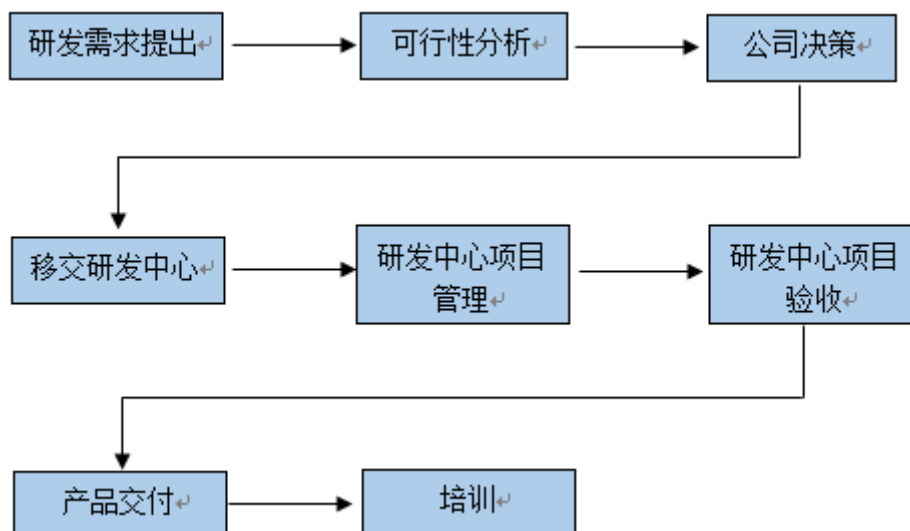 研发需求提出
可行性分析
公司决策
移交研发中心
研发中心项目
管理
研发中心项目
验收
产品交付
培训